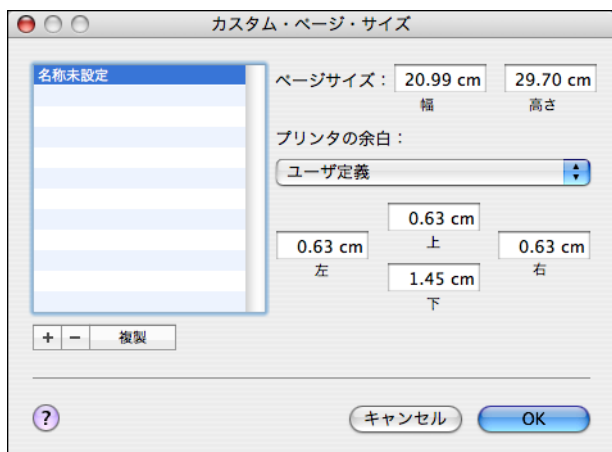 カスタム・ページ・サイズ
名称未設定
ページサイズ： 20.99 cm 29.70 cm
幅 高さ
プリンタの余白：
ユーザ定義
0.63 cm
上
0.63 cm 0.63 cm
左 右
1.45 cm
下
+ − 複製
? キャンセル OK